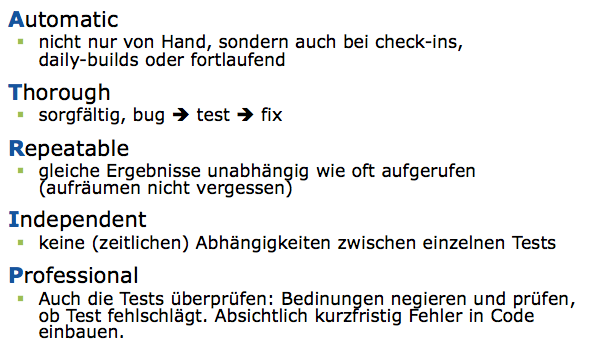 Automatic
▪ nicht nur von Hand, sondern auch bei check-ins,
daily-builds oder fortlaufend
Thorough
▪ sorgfältig, bug ➔ test ➔ fix
Repeatable
▪ gleiche Ergebnisse unabhängig wie oft aufgerufen
(aufräumen nicht vergessen)
Independent
▪ keine (zeitlichen) Abhängigkeiten zwischen einzelnen Tests
Professional
▪ Auch die Tests überprüfen: Bedinungen negieren und prüfen,
ob Test fehlschlägt. Absichtlich kurzfristig Fehler in Code
einbauen.